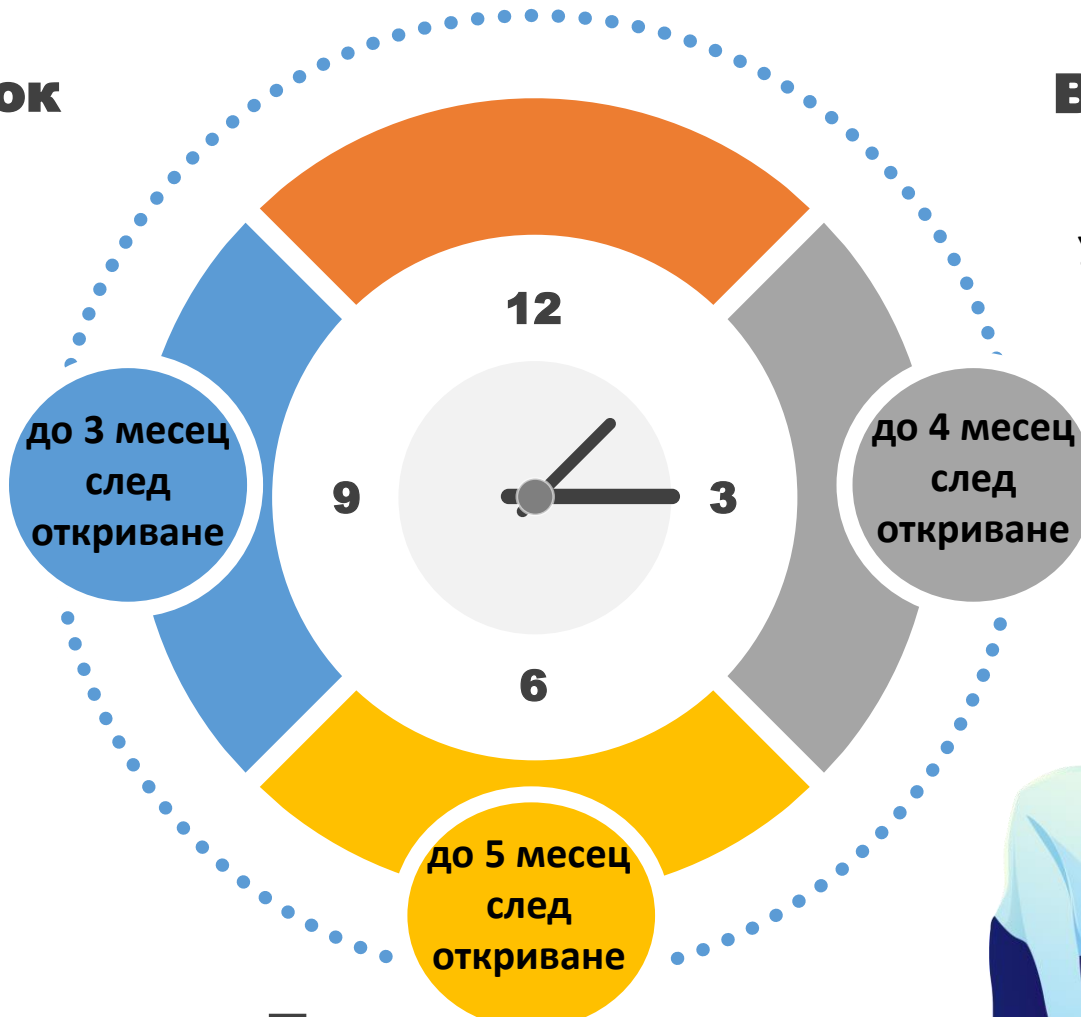 ок
В
12
до 3 месец
след
откриване
9
3
до 4 месец
след
откриване
6
до 5 месец
след
откриване